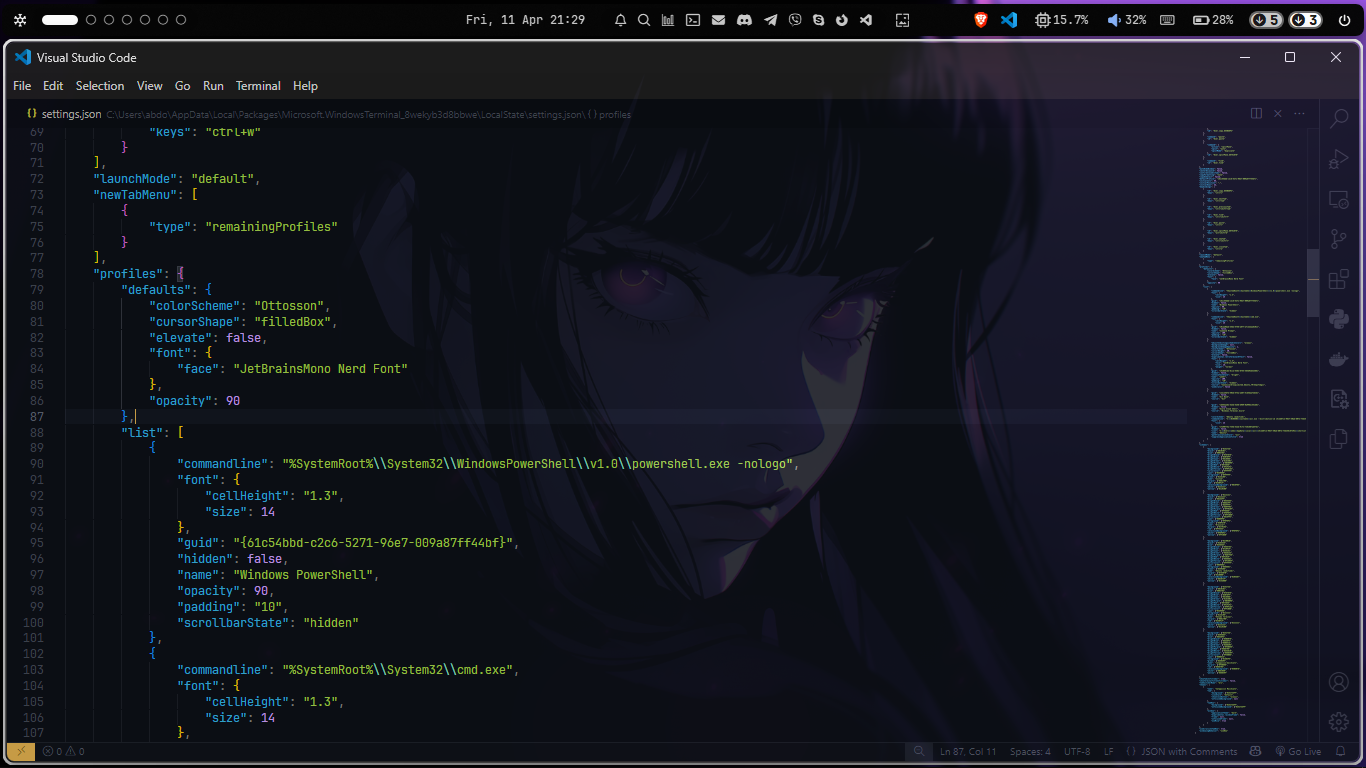 Fri, 11 Apr 21:29
15.7%
32%
28%
5
3
Visual Studio Code
File Edit Selection View Go Run Terminal Help
{} settings.json C:\Users\abdo\AppData\Local\Packages\Microsoft.WindowsTerminal_8wekyb3d8bbwe\LocalState\settings.json\{} profiles
69 "keys": "ctrl+w"
70 }
71 ],
72 "launchMode": "default",
73 "newTabMenu": [
74 {
75 "type": "remainingProfiles"
76 }
77 ],
78 "profiles": {
79 "defaults": {
80 "colorScheme": "Ottosson",
81 "cursorShape": "filledBox",
82 "elevate": false,
83 "font": {
84 "face": "JetBrainsMono Nerd Font"
85 },
86 "opacity": 90
87 },
88 "list": [
89 {
90 "commandline": "%SystemRoot%\\System32\\WindowsPowerShell\\v1.0\\powershell.exe -nologo",
91 "font": {
92 "cellHeight": "1.3",
93 "size": 14
94 },
95 "guid": "{61c54bbd-c2c6-5271-96e7-009a87ff44bf}",
96 "hidden": false,
97 "name": "Windows PowerShell",
98 "opacity": 90,
99 "padding": "10",
100 "scrollbarState": "hidden"
101 },
102 {
103 "commandline": "%SystemRoot%\\System32\\cmd.exe",
104 "font": {
105 "cellHeight": "1.3",
106 "size": 14
107 },
0 0 Ln 87, Col 11 Spaces: 4 UTF-8 LF {} JSON with Comments Go Live